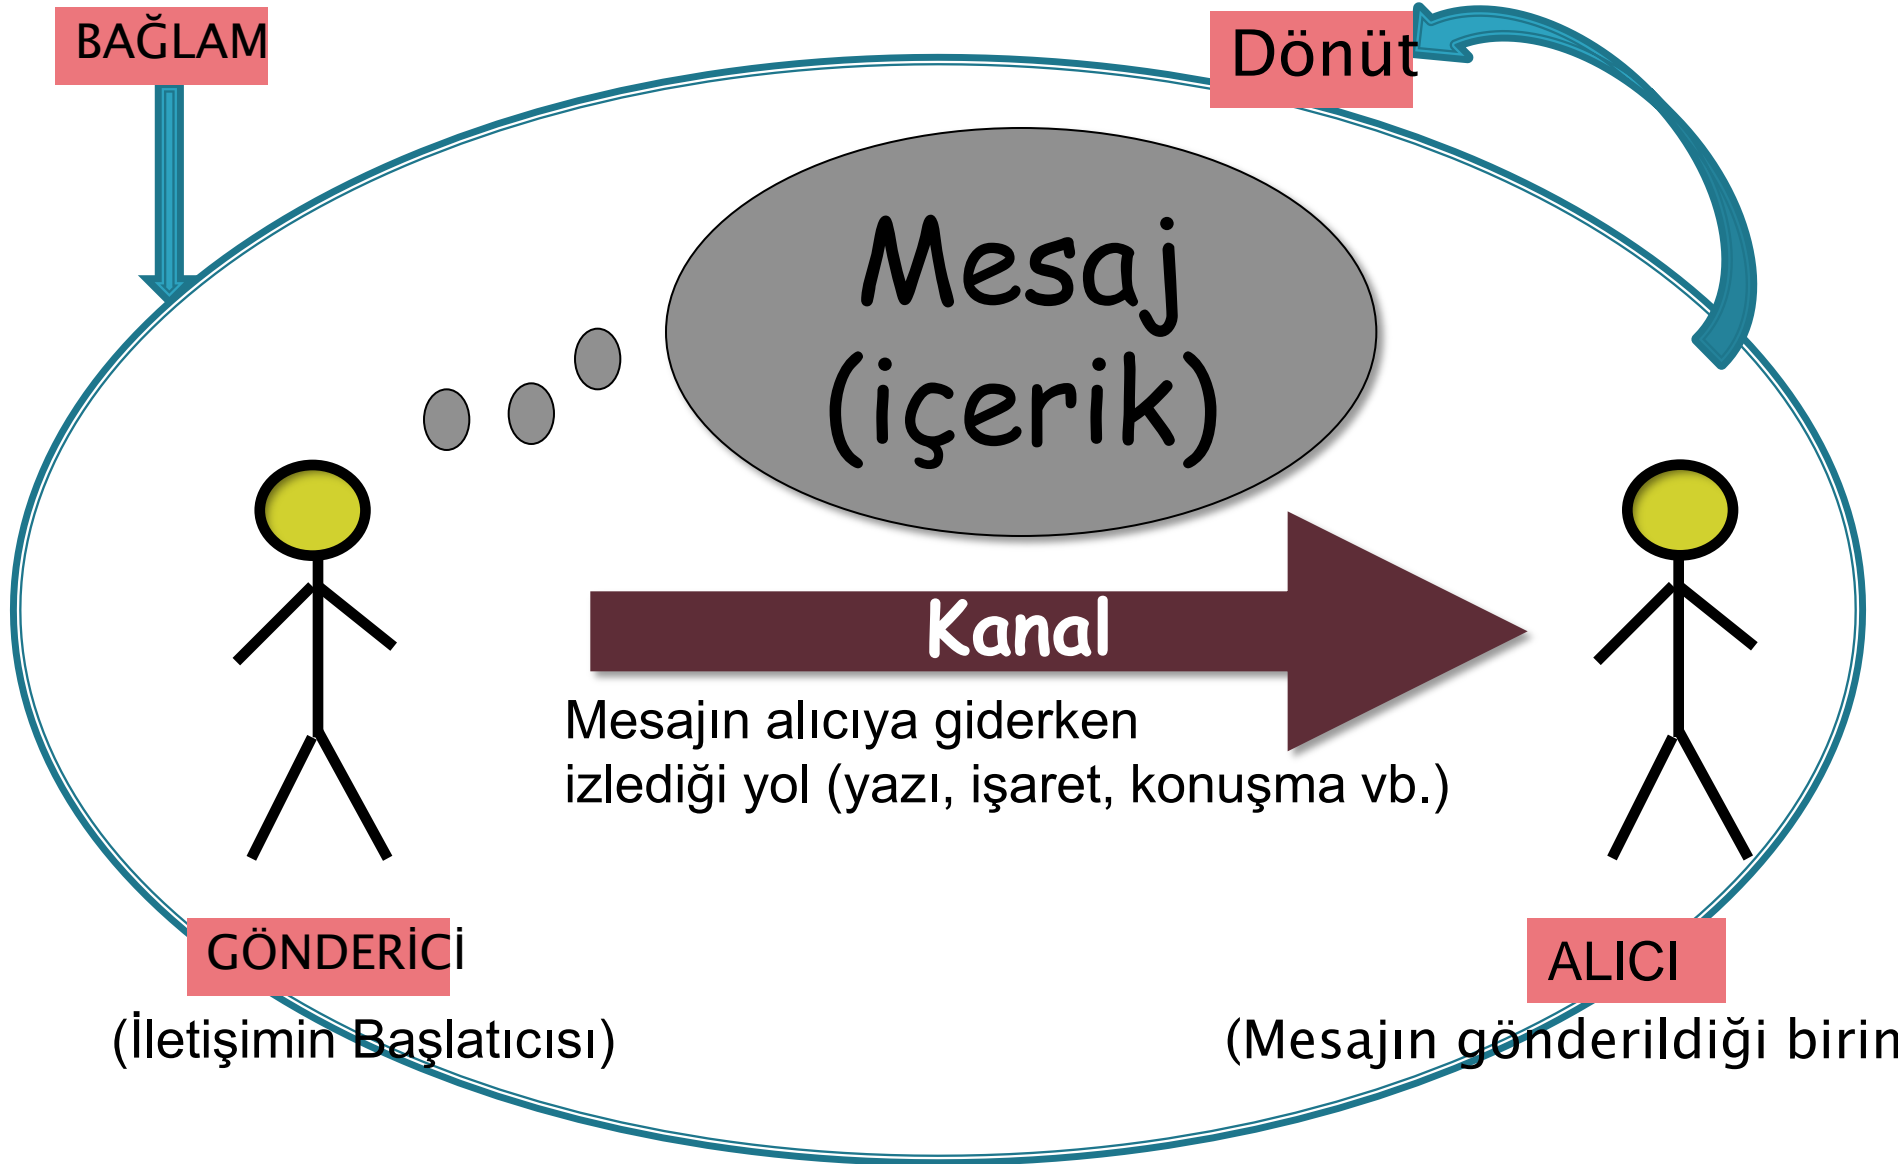 BAĞLAM
Dönüt
Mesaj
(içerik)
Kanal
Mesajın alıcıya giderken
izlediği yol (yazı, işaret, konuşma vb.)
GÖNDERİCİ
(İletişimin Başlatıcısı)
ALICI
(Mesajın gönderildiği birim